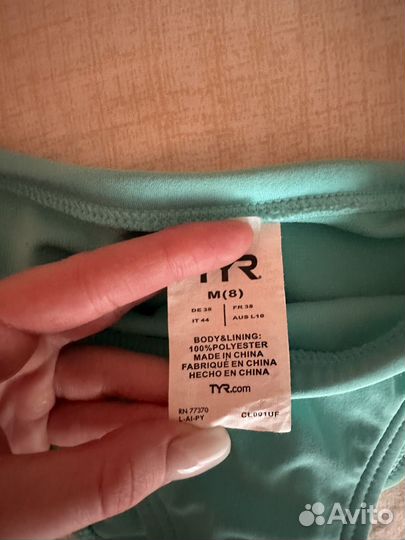 TYR
M(8)
DE 38 FR 38
IT 44 AUS L10
BODY&LINING:
100%POLYESTER
MADE IN CHINA
FABRIQUÉ EN CHINA
HECHO EN CHINA
TYR.com
RN 77370
L-AI-PY CL001UF
Avito